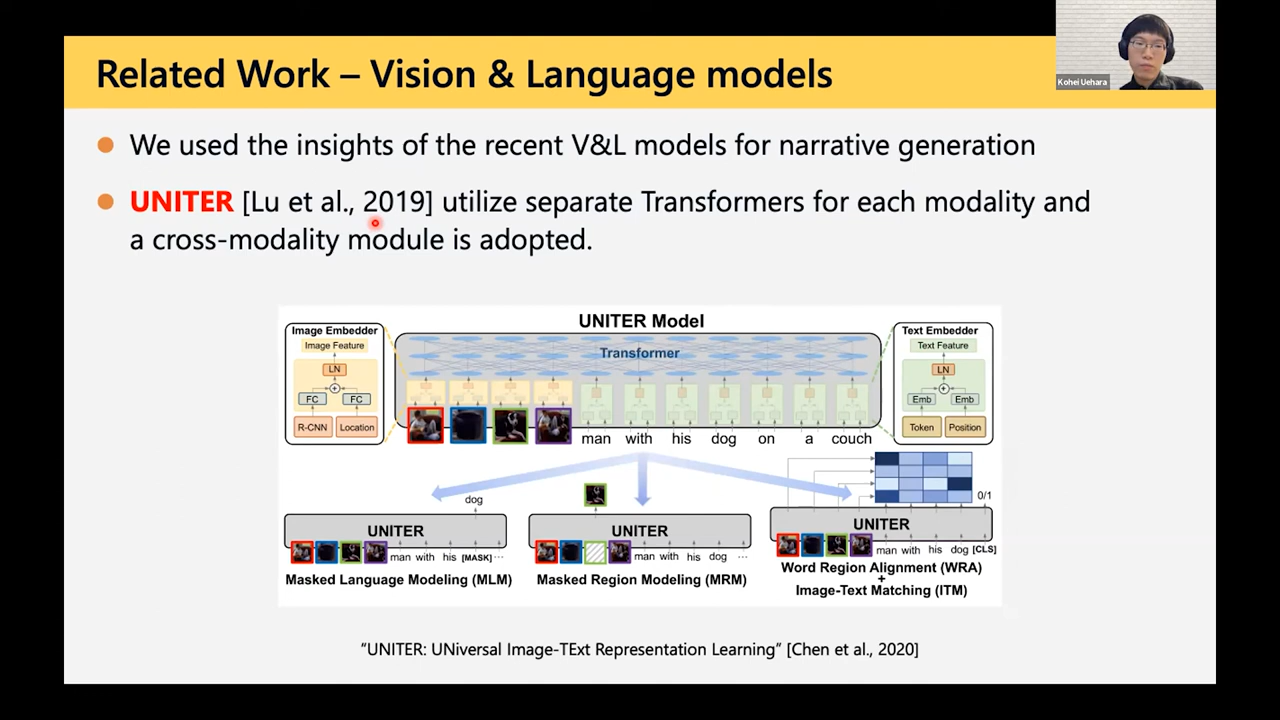 Related Work – Vision & Language models
Kohei Uehara
We used the insights of the recent V&L models for narrative generation
UNITER [Lu et al., 2019] utilize separate Transformers for each modality and
a cross-modality module is adopted.
UNITER Model
Image Embedder
Image Feature
LN
FC FC
R-CNN Location
Transformer
man with his dog on a couch
Text Embedder
Text Feature
LN
Emb Emb
Token Position
dog
UNITER
man with his [MASK] ...
Masked Language Modeling (MLM)
UNITER
man with his dog ...
Masked Region Modeling (MRM)
0/1
UNITER
man with his dog [CLS]
Word Region Alignment (WRA)
+
Image-Text Matching (ITM)
“UNITER: UNiversal Image-TExt Representation Learning” [Chen et al., 2020]